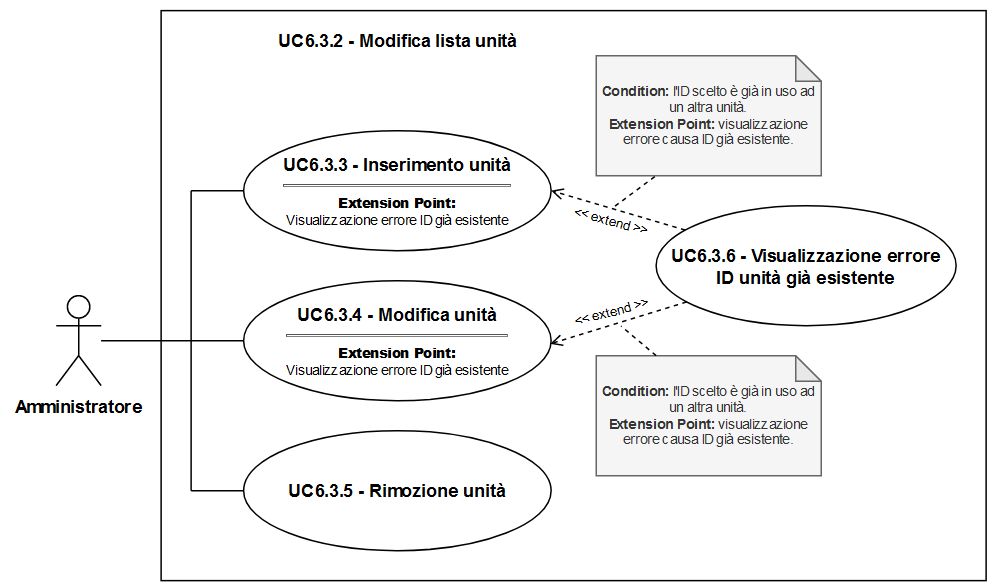 UC6.3.2 - Modifica lista unità
Condition: l'ID scelto è già in uso ad
un altra unità.
Extension Point: visualizzazione
errore causa ID già esistente.
UC6.3.3 - Inserimento unità
Extension Point:
Visualizzazione errore ID già esistente
<< extend >>
UC6.3.6 - Visualizzazione errore
ID unità già esistente
UC6.3.4 - Modifica unità
Extension Point:
Visualizzazione errore ID già esistente
<< extend >>
Amministratore
Condition: l'ID scelto è già in uso ad
un altra unità.
Extension Point: visualizzazione
errore causa ID già esistente.
UC6.3.5 - Rimozione unità